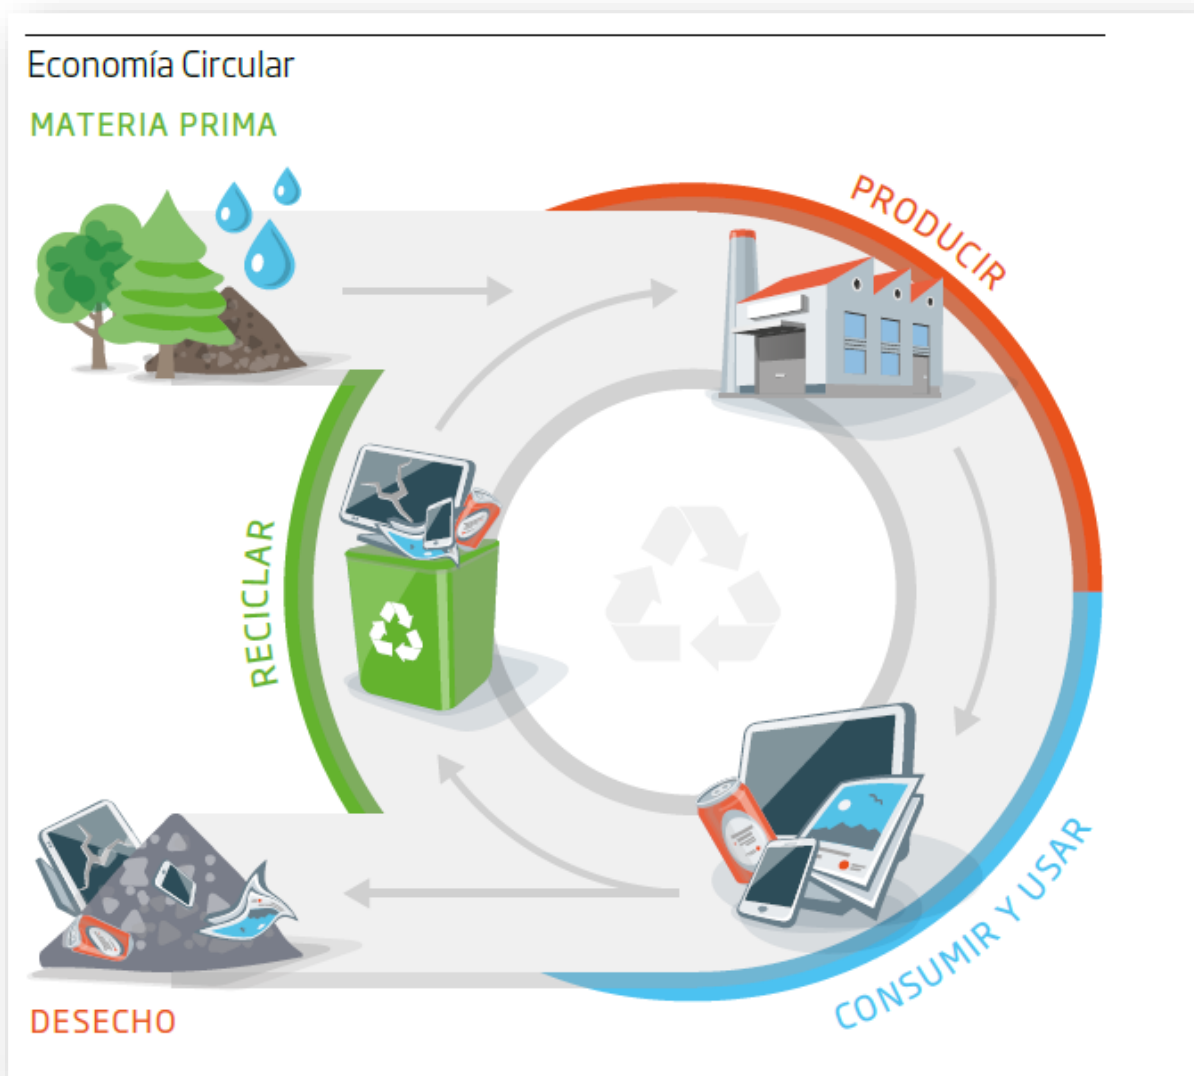 Economía Circular
MATERIA PRIMA
PRODUCIR
RECICLAR
CONSUMIR Y USAR
DESECHO